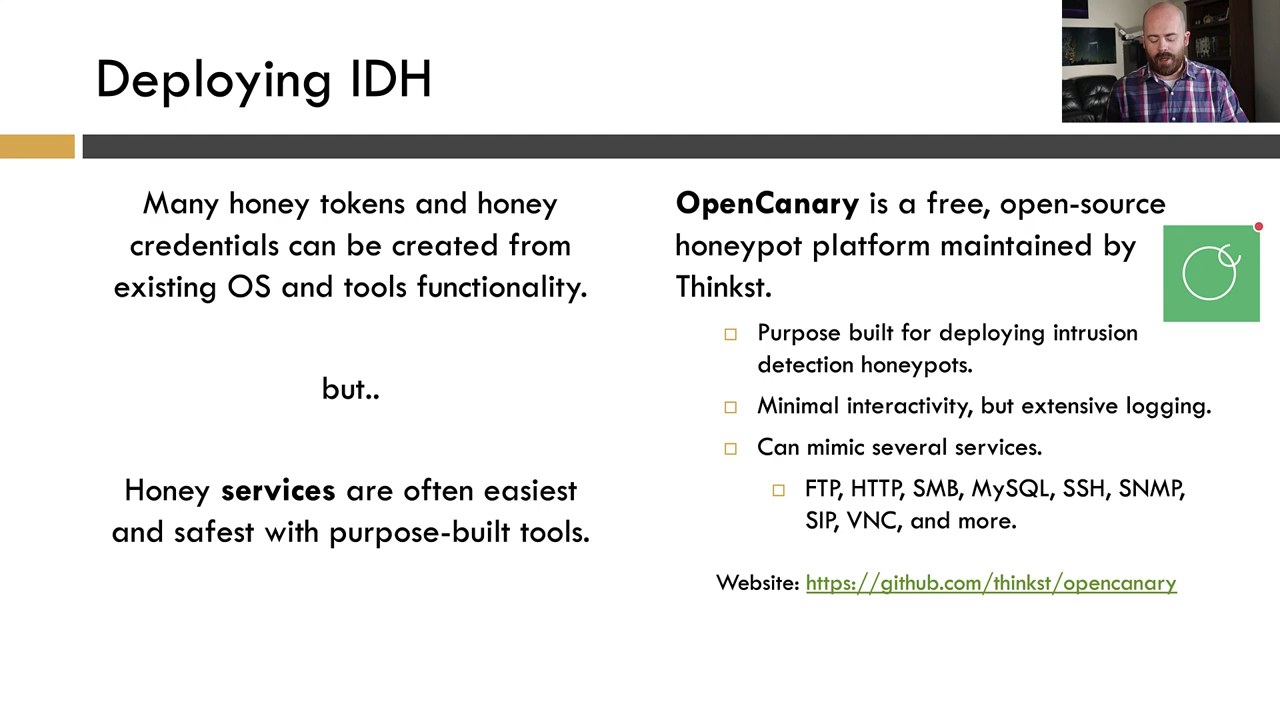 Deploying IDH
Many honey tokens and honey
credentials can be created from
existing OS and tools functionality.
but..
Honey services are often easiest
and safest with purpose-built tools.
OpenCanary is a free, open-source
honeypot platform maintained by
Thinkst.
Purpose built for deploying intrusion
detection honeypots.
Minimal interactivity, but extensive logging.
Can mimic several services.
FTP, HTTP, SMB, MySQL, SSH, SNMP,
SIP, VNC, and more.
Website: https://github.com/thinkst/opencanary